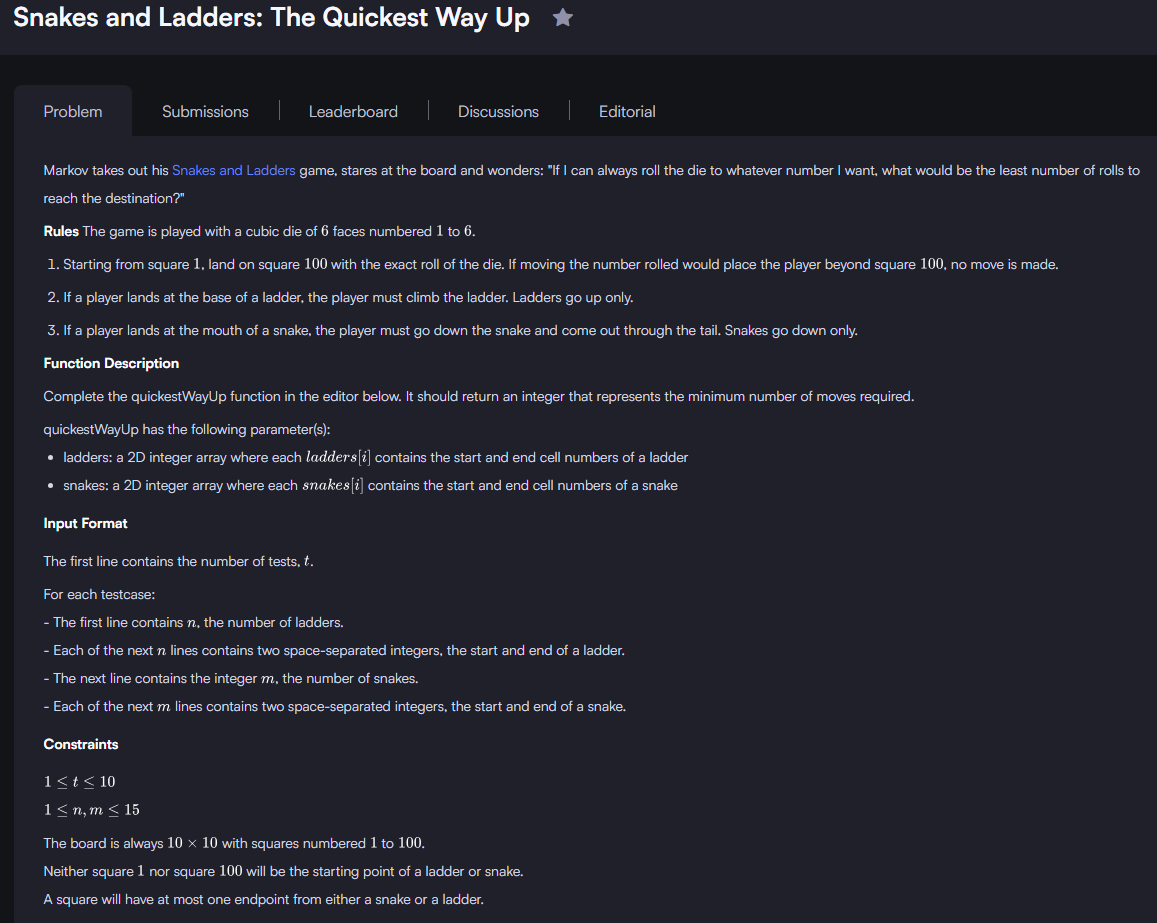 Snakes and Ladders: The Quickest Way Up
Problem
Submissions
Leaderboard
Discussions
Editorial
Markov takes out his Snakes and Ladders game, stares at the board and wonders: "If I can always roll the die to whatever number I want, what would be the least number of rolls to
reach the destination?"
Rules The game is played with a cubic die of 6 faces numbered 1 to 6.
1. Starting from square 1, land on square 100 with the exact roll of the die. If moving the number rolled would place the player beyond square 100, no move is made.
2. If a player lands at the base of a ladder, the player must climb the ladder. Ladders go up only.
3. If a player lands at the mouth of a snake, the player must go down the snake and come out through the tail. Snakes go down only.
Function Description
Complete the quickestWayUp function in the editor below. It should return an integer that represents the minimum number of moves required.
quickestWayUp has the following parameter(s):
• ladders: a 2D integer array where each ladders[i] contains the start and end cell numbers of a ladder
• snakes: a 2D integer array where each snakes[i] contains the start and end cell numbers of a snake
Input Format
The first line contains the number of tests, t.
For each testcase:
- The first line contains n, the number of ladders.
- Each of the next n lines contains two space-separated integers, the start and end of a ladder.
- The next line contains the integer m, the number of snakes.
- Each of the next m lines contains two space-separated integers, the start and end of a snake.
Constraints
1 ≤ t ≤ 10
1 ≤ n, m ≤ 15
The board is always 10 × 10 with squares numbered 1 to 100.
Neither square 1 nor square 100 will be the starting point of a ladder or snake.
A square will have at most one endpoint from either a snake or a ladder.